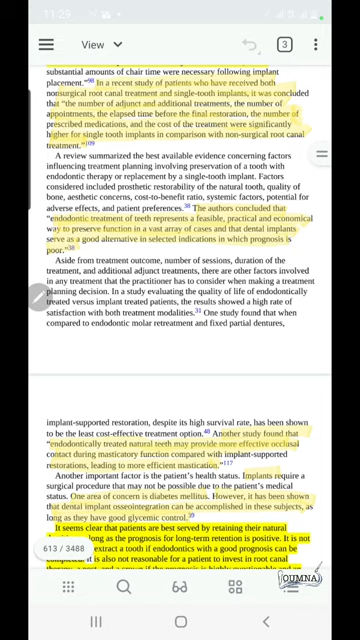 11:29
View
3
substantial amounts of chair time were necessary following implant
placement."98 In a recent study of patients who have received both
nonsurgical root canal treatment and single-tooth implants, it was concluded
that "the number of adjunct and additional treatments, the number of
appointments, the elapsed time before the final restoration, the number of
prescribed medications, and the cost of the treatment were significantly
higher for single tooth implants in comparison with non-surgical root canal
treatment."109
A review summarized the best available evidence concerning factors
influencing treatment planning involving preservation of a tooth with
endodontic therapy or replacement by a single-tooth implant. Factors
considered included prosthetic restorability of the natural tooth, quality of
bone, aesthetic concerns, cost-to-benefit ratio, systemic factors, potential for
adverse effects, and patient preferences.38 The authors concluded that
"endodontic treatment of teeth represents a feasible, practical and economical
way to preserve function in a vast array of cases and that dental implants
serve as a good alternative in selected indications in which prognosis is
poor."38
Aside from treatment outcome, number of sessions, duration of the
treatment, and additional adjunct treatments, there are other factors involved
in any treatment that the practitioner has to consider when making a treatment
planning decision. In a study evaluating the quality of life of endodontically
treated versus implant treated patients, the results showed a high rate of
satisfaction with both treatment modalities.31 One study found that when
compared to endodontic molar retreatment and fixed partial dentures,
implant-supported restoration, despite its high survival rate, has been shown
to be the least cost-effective treatment option.48 Another study found that
"endodontically treated natural teeth may provide more effective occlusal
contact during masticatory function compared with implant-supported
restorations, leading to more efficient mastication."117
Another important factor is the patient's health status. Implants require a
surgical procedure that may not be possible due to the patient's medical
status. One area of concern is diabetes mellitus. However, it has been shown
that dental implant osseointegration can be accomplished in these subjects, as
long as they have good glycemic control.39
It seems clear that patients are best served by retaining their natural
as long as the prognosis for long-term retention is positive. It is not
extract a tooth if endodontics with a good prognosis can be
It is also not reasonable for a patient to invest in root canal
613 / 3488
OUMNA